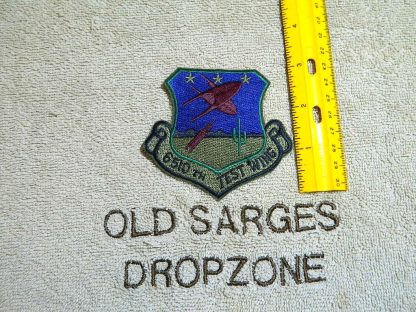 6510TH TEST WING
OLD SARGES
DROPZONE